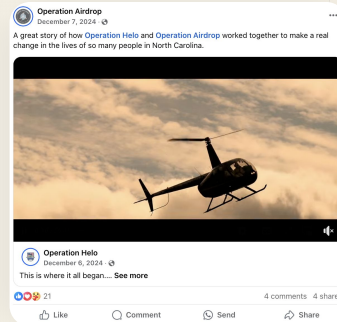 Operation Airdrop
December 7, 2024 ·
A great story of how Operation Helo and Operation Airdrop worked together to make a real
change in the lives of so many people in North Carolina.
Operation Helo
December 6, 2024 ·
This is where it all began.... See more
21
4 comments 4 share
Like Comment Send Share